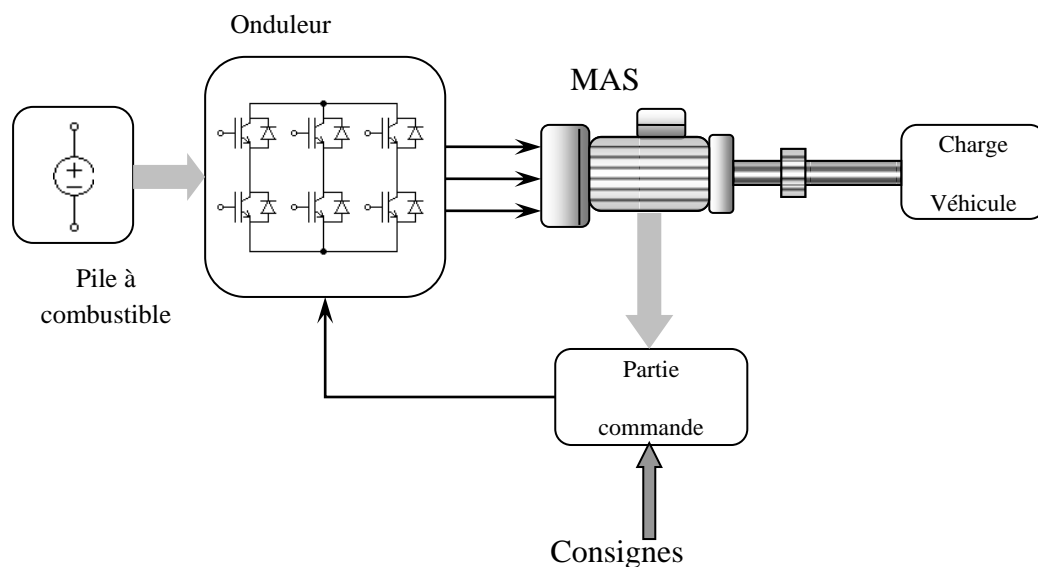 Onduleur
MAS
Charge
Véhicule
Pile à
combustible
Partie
commande
Consignes